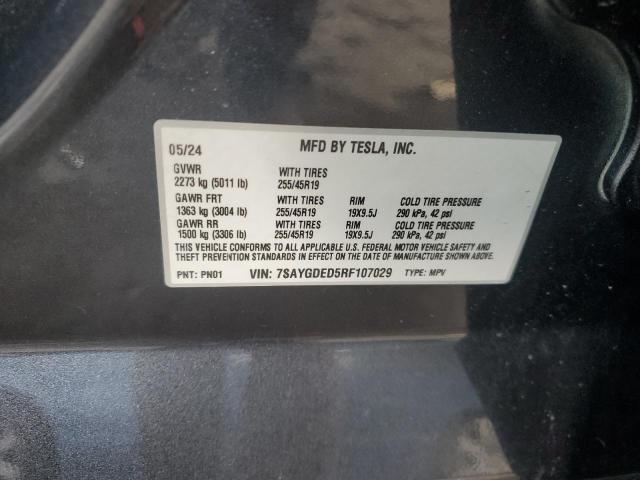 05/24 MFD BY TESLA, INC.
GVWR WITH TIRES
2273 kg (5011 lb) 255/45R19
GAWR FRT WITH TIRES RIM COLD TIRE PRESSURE
1363 kg (3004 lb) 255/45R19 19X9.5J 290 kPa, 42 psi
GAWR RR WITH TIRES RIM COLD TIRE PRESSURE
1500 kg (3306 lb) 255/45R19 19X9.5J 290 kPa, 42 psi
THIS VEHICLE CONFORMS TO ALL APPLICABLE U.S. FEDERAL MOTOR VEHICLE SAFETY AND
THEFT PREVENTION STANDARDS IN EFFECT ON THE DATE OF MANUFACTURE SHOWN ABOVE.
PNT: PN01 VIN: 7SAYGDED5RF107029 TYPE: MPV